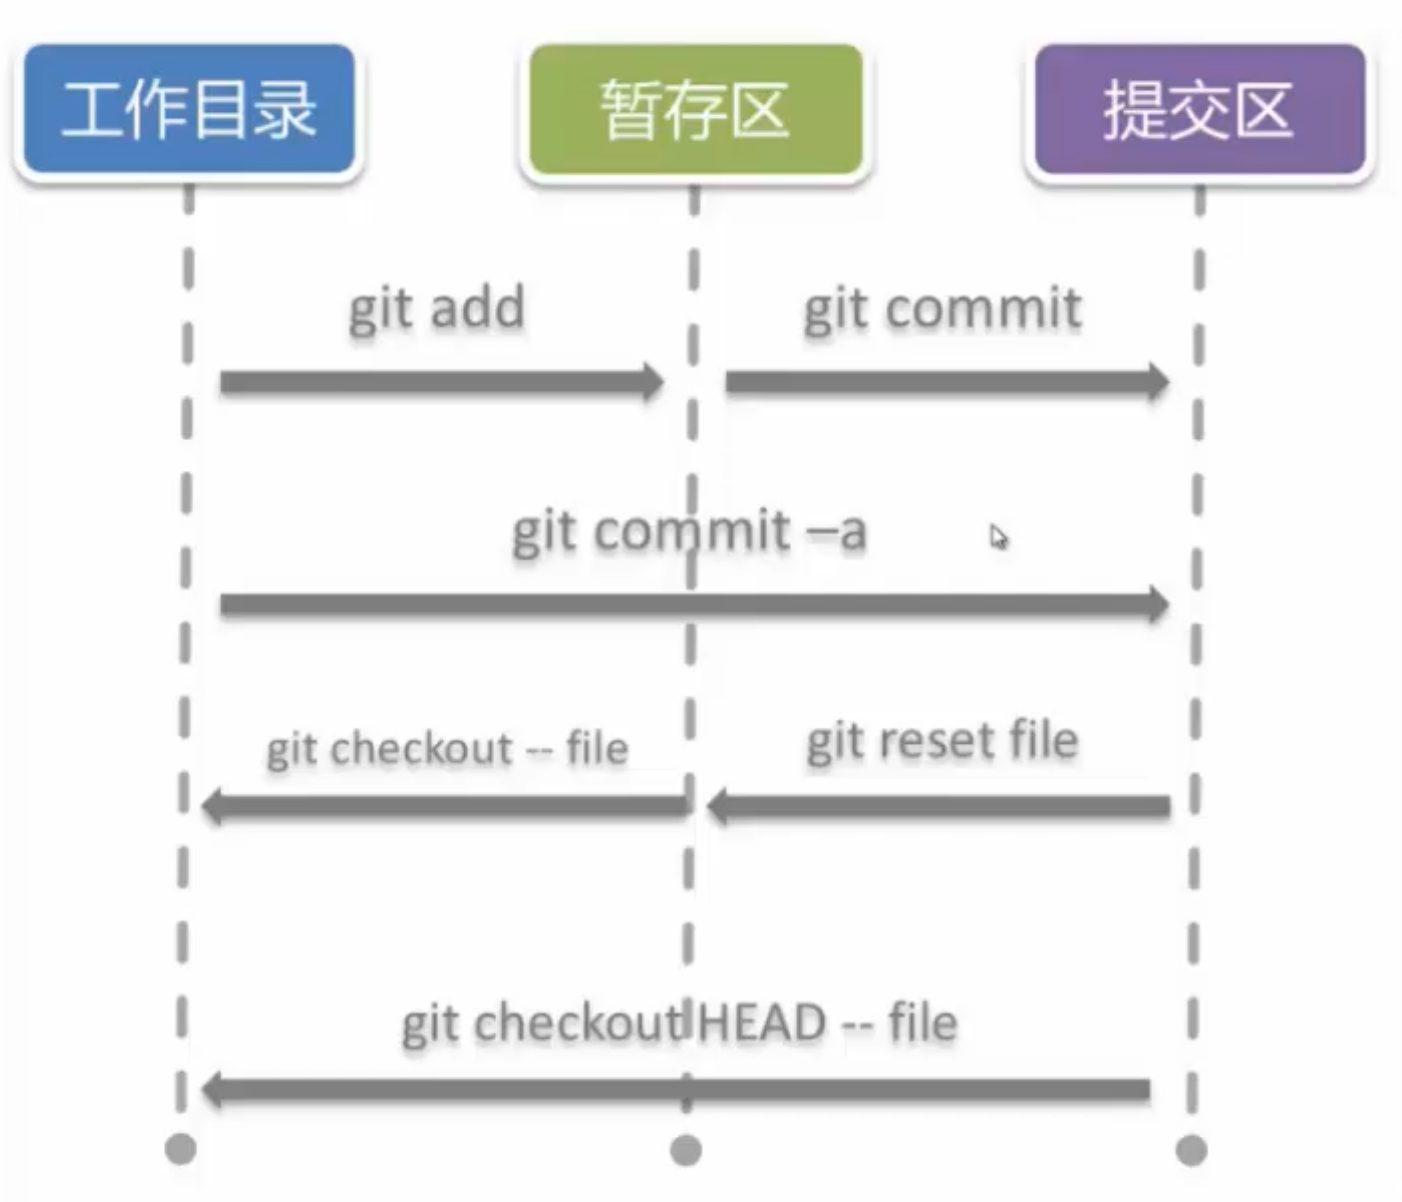 工作目录
暂存区
提交区
git add
git commit
git commit –a
git checkout -- file
git reset file
git checkout HEAD -- file